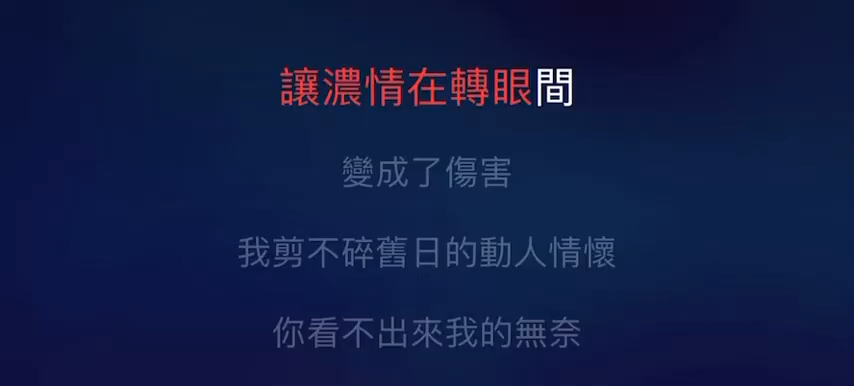 讓濃情在轉眼間
變成了傷害
我剪不碎舊日的動人情懷
你看不出來我的無奈